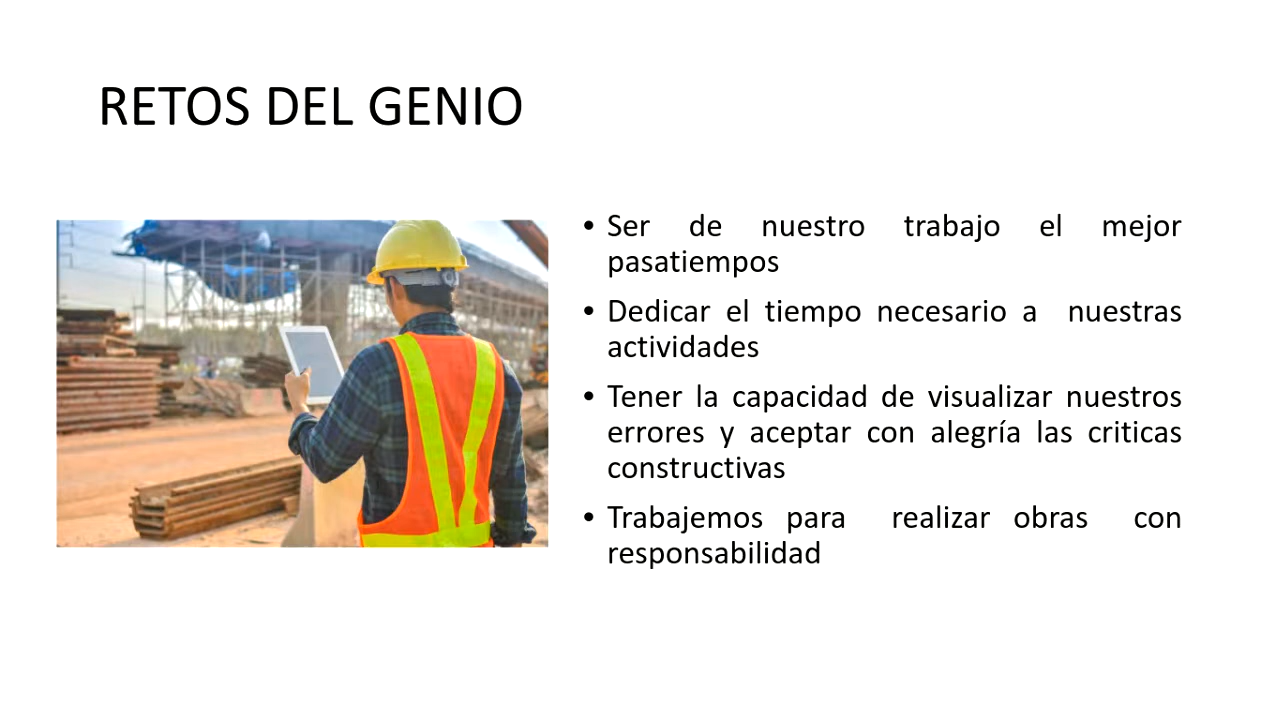 RETOS DEL GENIO
• Ser de nuestro trabajo el mejor
pasatiempos
• Dedicar el tiempo necesario a nuestras
actividades
• Tener la capacidad de visualizar nuestros
errores y aceptar con alegría las criticas
constructivas
• Trabajemos para realizar obras con
responsabilidad